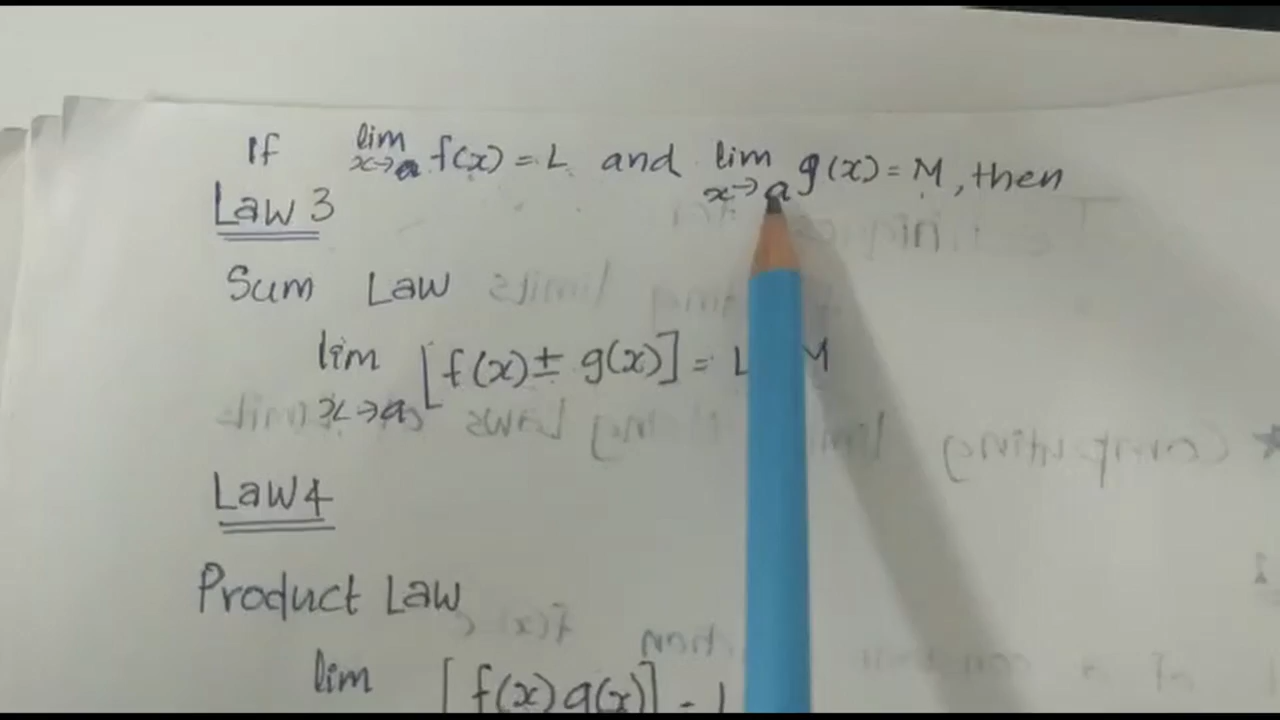 If lim x→a f(x) = L and lim x→a g(x) = M, then
Law 3
Sum Law
lim x→a [f(x) ± g(x)] = L M
Law 4
Product Law
lim [f(x) g(x)] = L